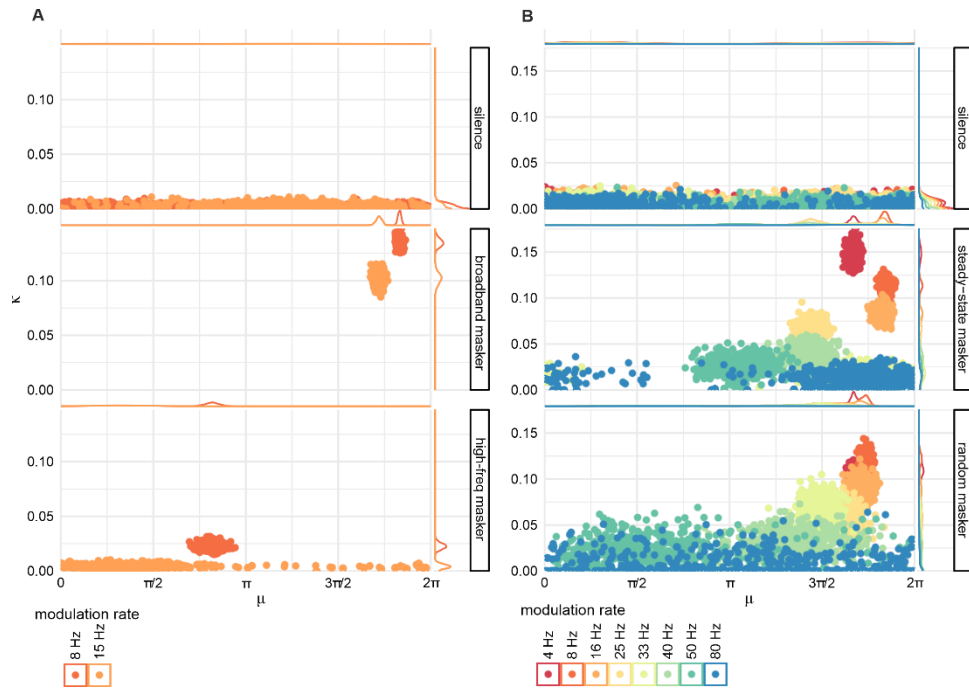 A
B
0.10
0.05
0.00
silence
0.15
0.10
0.05
0.00
silence
κ
0.10
0.05
0.00
broadband masker
0.15
0.10
0.05
0.00
steady-state masker
0.10
0.05
0.00
high-freq masker
0.15
0.10
0.05
0.00
random masker
0 π/2 π 3π/2 2π
0 π/2 π 3π/2 2π
μ
μ
modulation rate
8 Hz
15 Hz
modulation rate
4 Hz
8 Hz
16 Hz
25 Hz
33 Hz
40 Hz
50 Hz
80 Hz